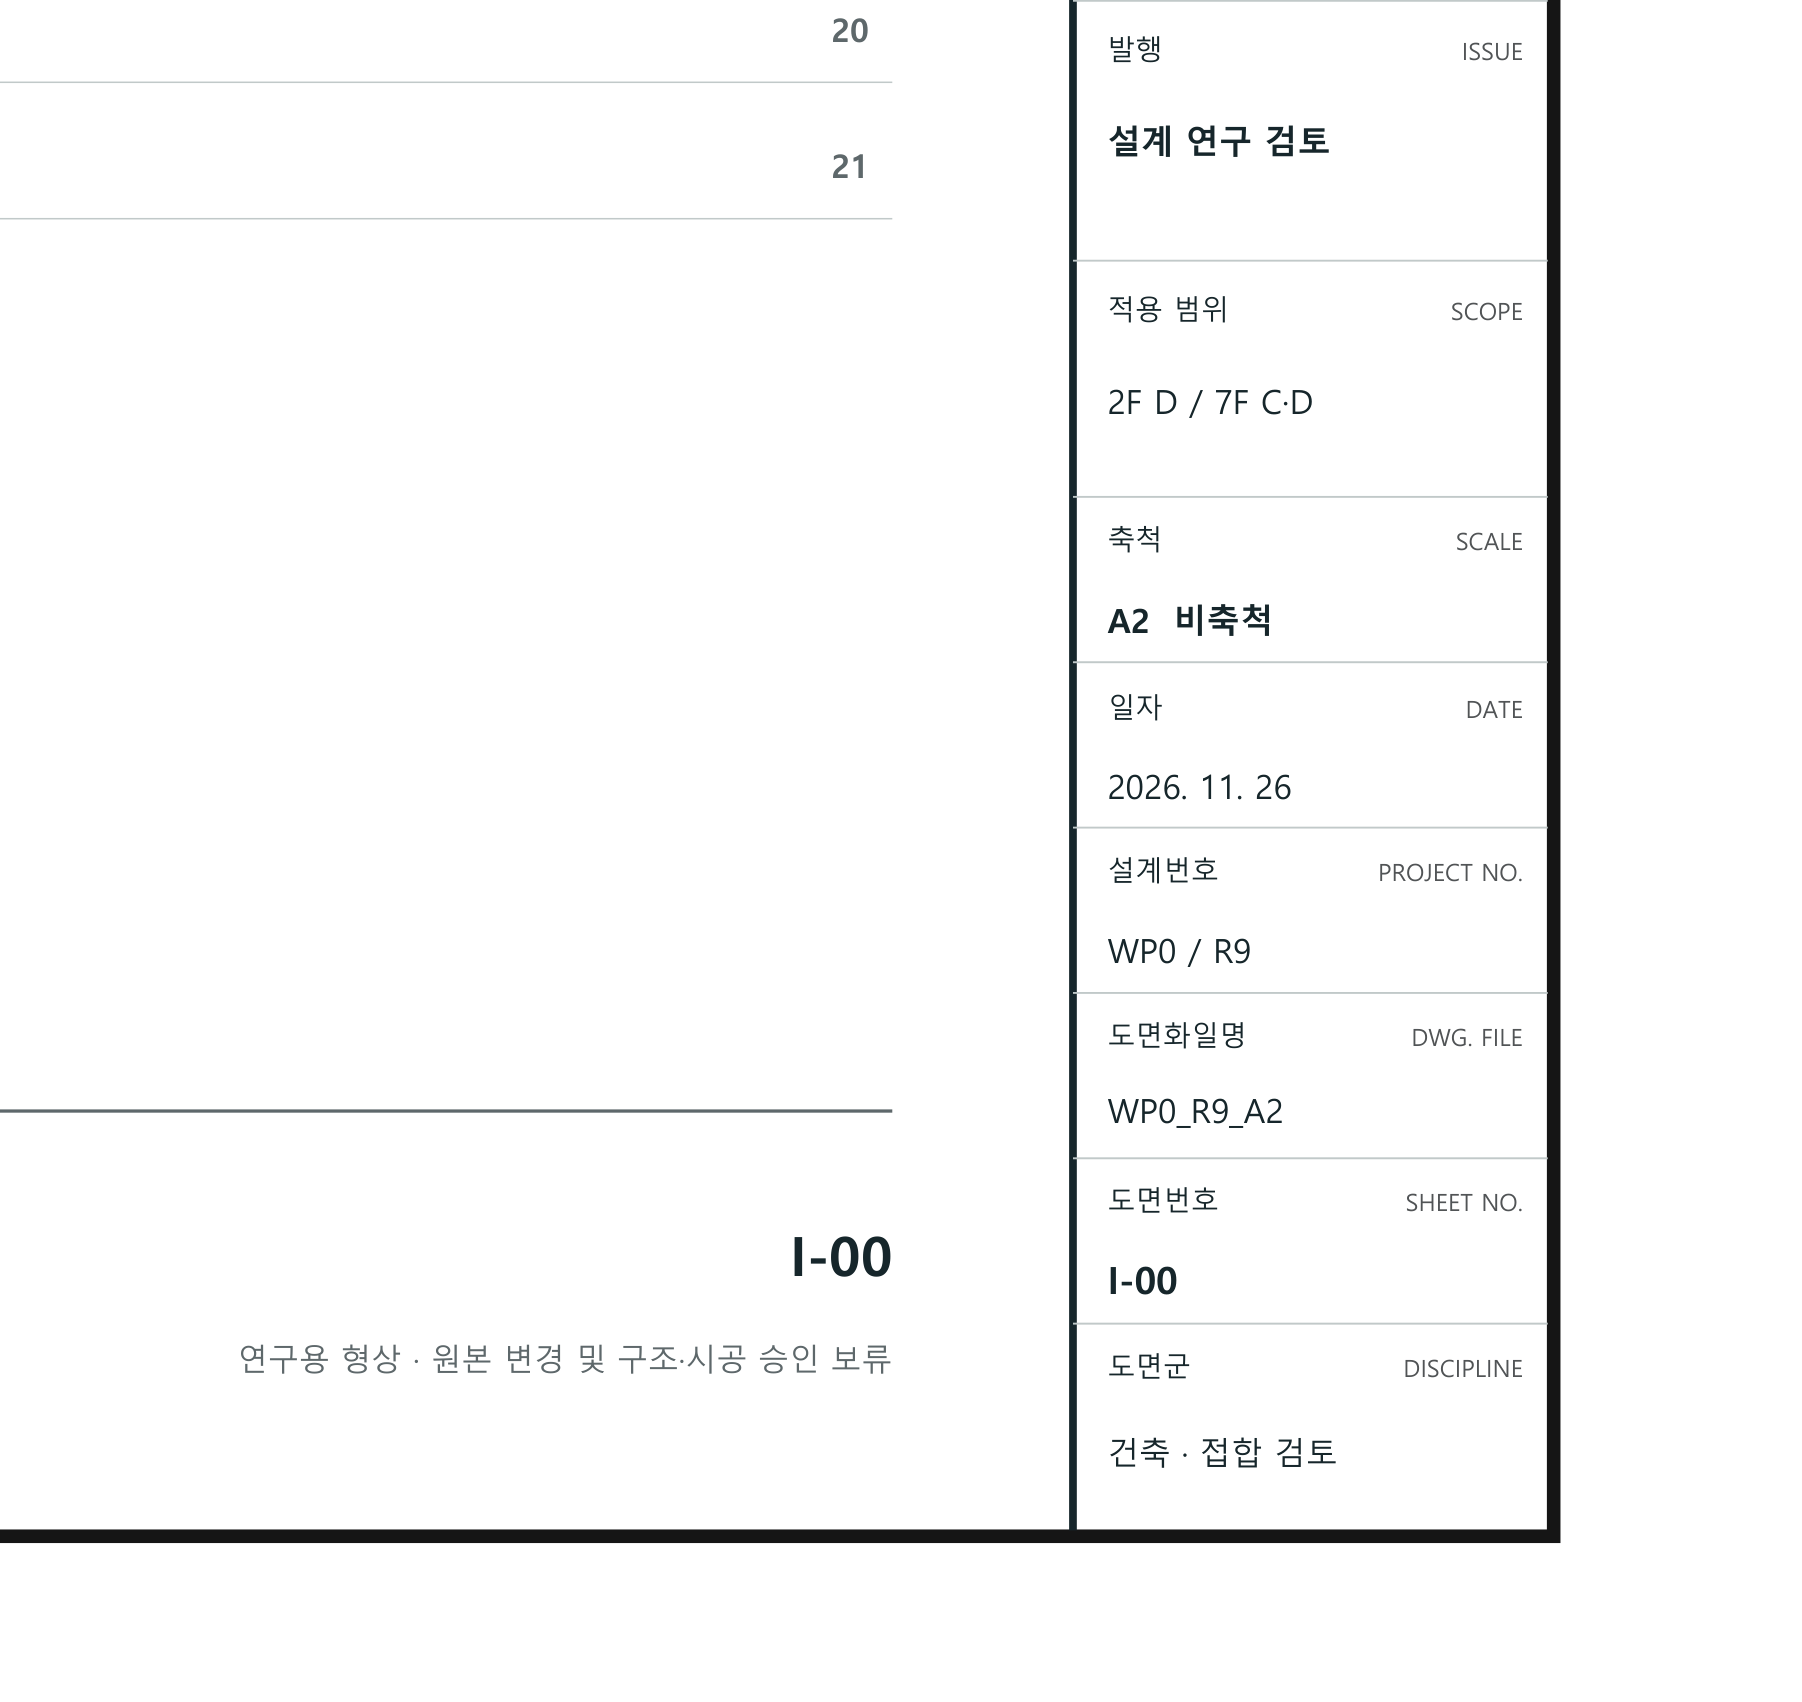 20
21
I-00
연구용 형상 · 원본 변경 및 구조·시공 승인 보류
발행 ISSUE
설계 연구 검토
적용 범위 SCOPE
2F D / 7F C·D
축척 SCALE
A2 비축척
일자 DATE
2026. 11. 26
설계번호 PROJECT NO.
WP0 / R9
도면화일명 DWG. FILE
WP0_R9_A2
도면번호 SHEET NO.
I-00
도면군 DISCIPLINE
건축 · 접합 검토